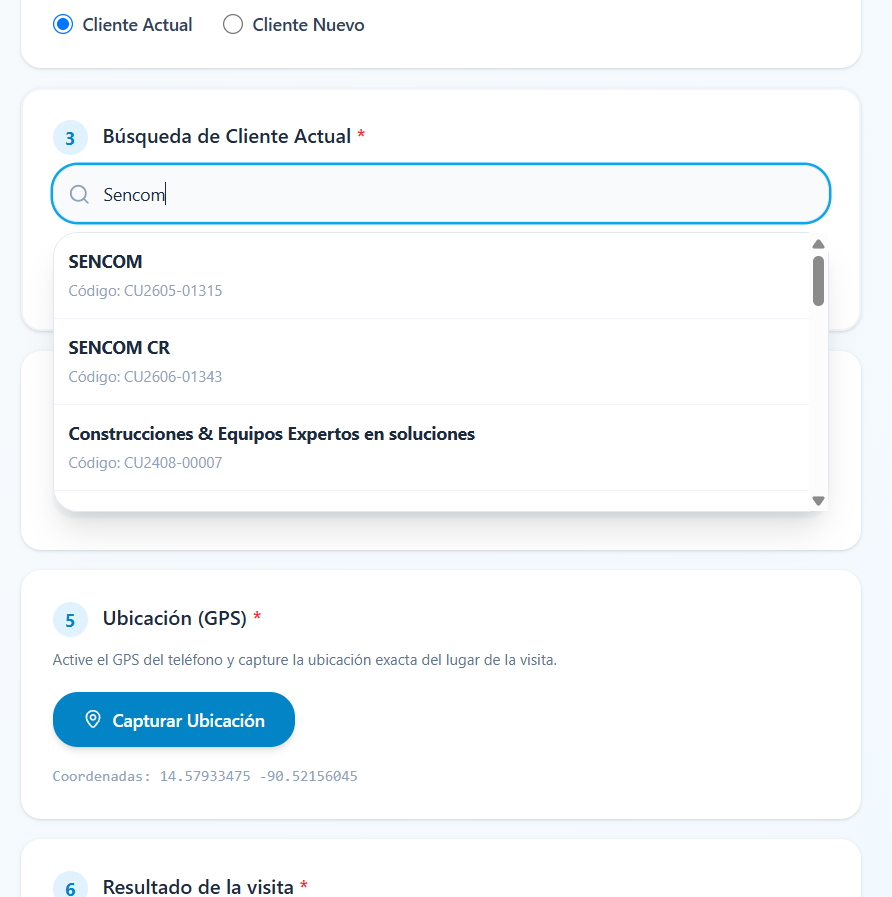 Cliente Actual Cliente Nuevo
3 Búsqueda de Cliente Actual *
Sencom
SENCOM
Código: CU2605-01315
SENCOM CR
Código: CU2606-01343
Construcciones & Equipos Expertos en soluciones
Código: CU2408-00007
5 Ubicación (GPS) *
Active el GPS del teléfono y capture la ubicación exacta del lugar de la visita.
Capturar Ubicación
Coordenadas: 14.57933475 -90.52156045
6 Resultado de la visita *